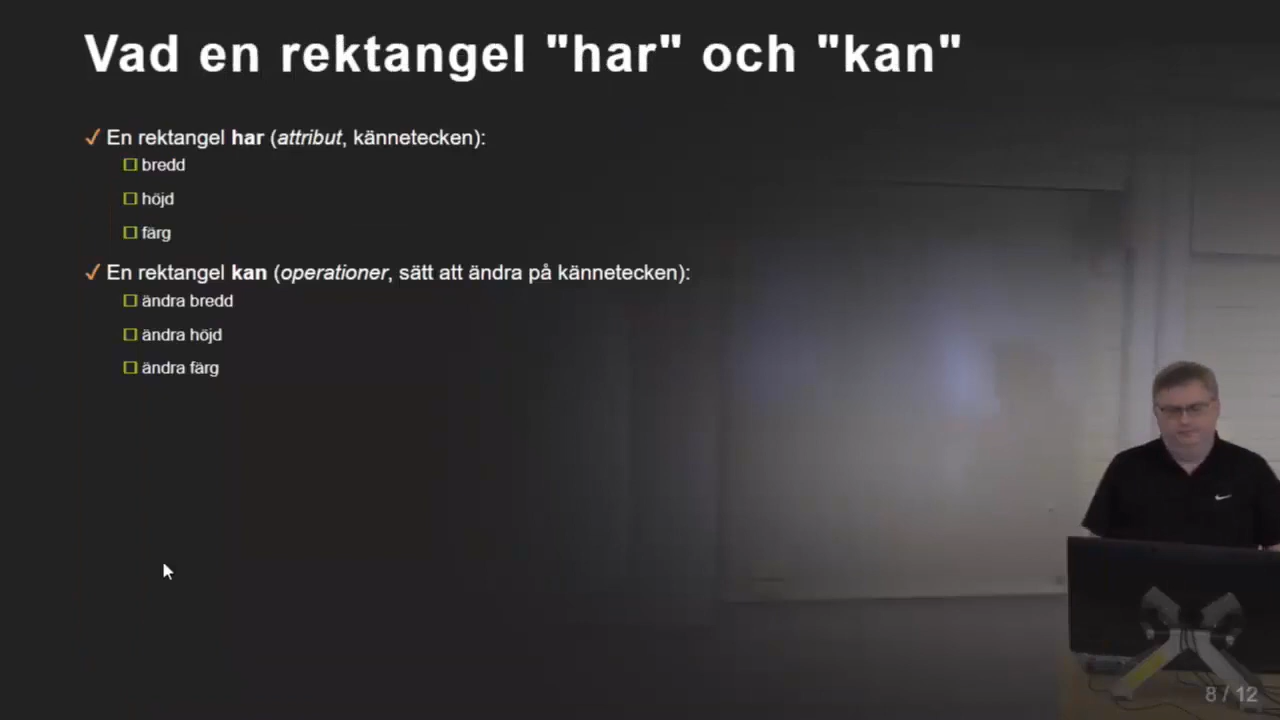 Vad en rektangel "har" och "kan"
En rektangel har (attribut, kännetecken):
bredd
höjd
färg
En rektangel kan (operationer, sätt att ändra på kännetecken):
ändra bredd
ändra höjd
ändra färg
8 / 12